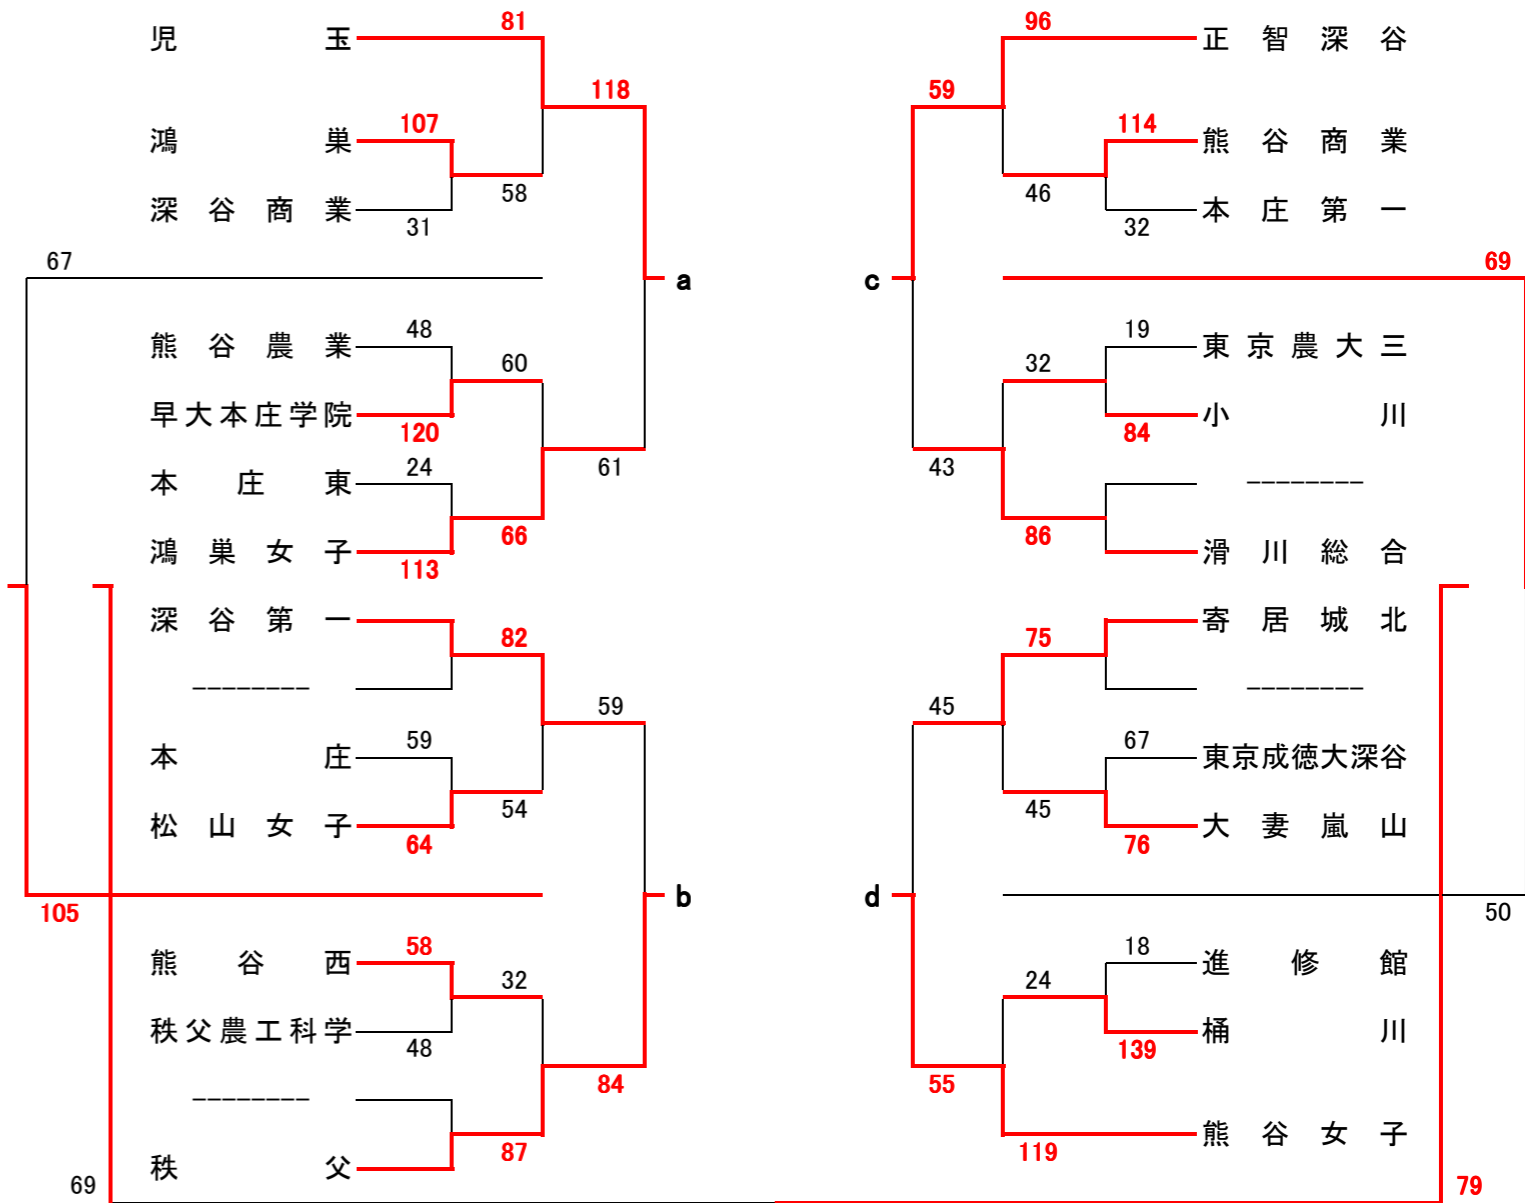 81 96
児玉 正智深谷
118 59
107 114
鴻巣 熊谷商業
58 46
深谷商業 本庄第一
31 32
67 69
a c
48 19
熊谷農業 東京農大三
60 32
早大本庄学院 小川
120 84
24
61 43
本庄東 --------
66 86
鴻巣女子 滑川総合
113
深谷第一 寄居城北
82 75
-------- --------
59 45
59 67
本庄 東京成徳大深谷
54 45
松山女子 大妻嵐山
64 76
b d
105 50
58 18
熊谷西 進修館
32 24
秩父農工科学 桶川
48 139
84 55
--------
熊谷女子
87 119
秩父
69 79